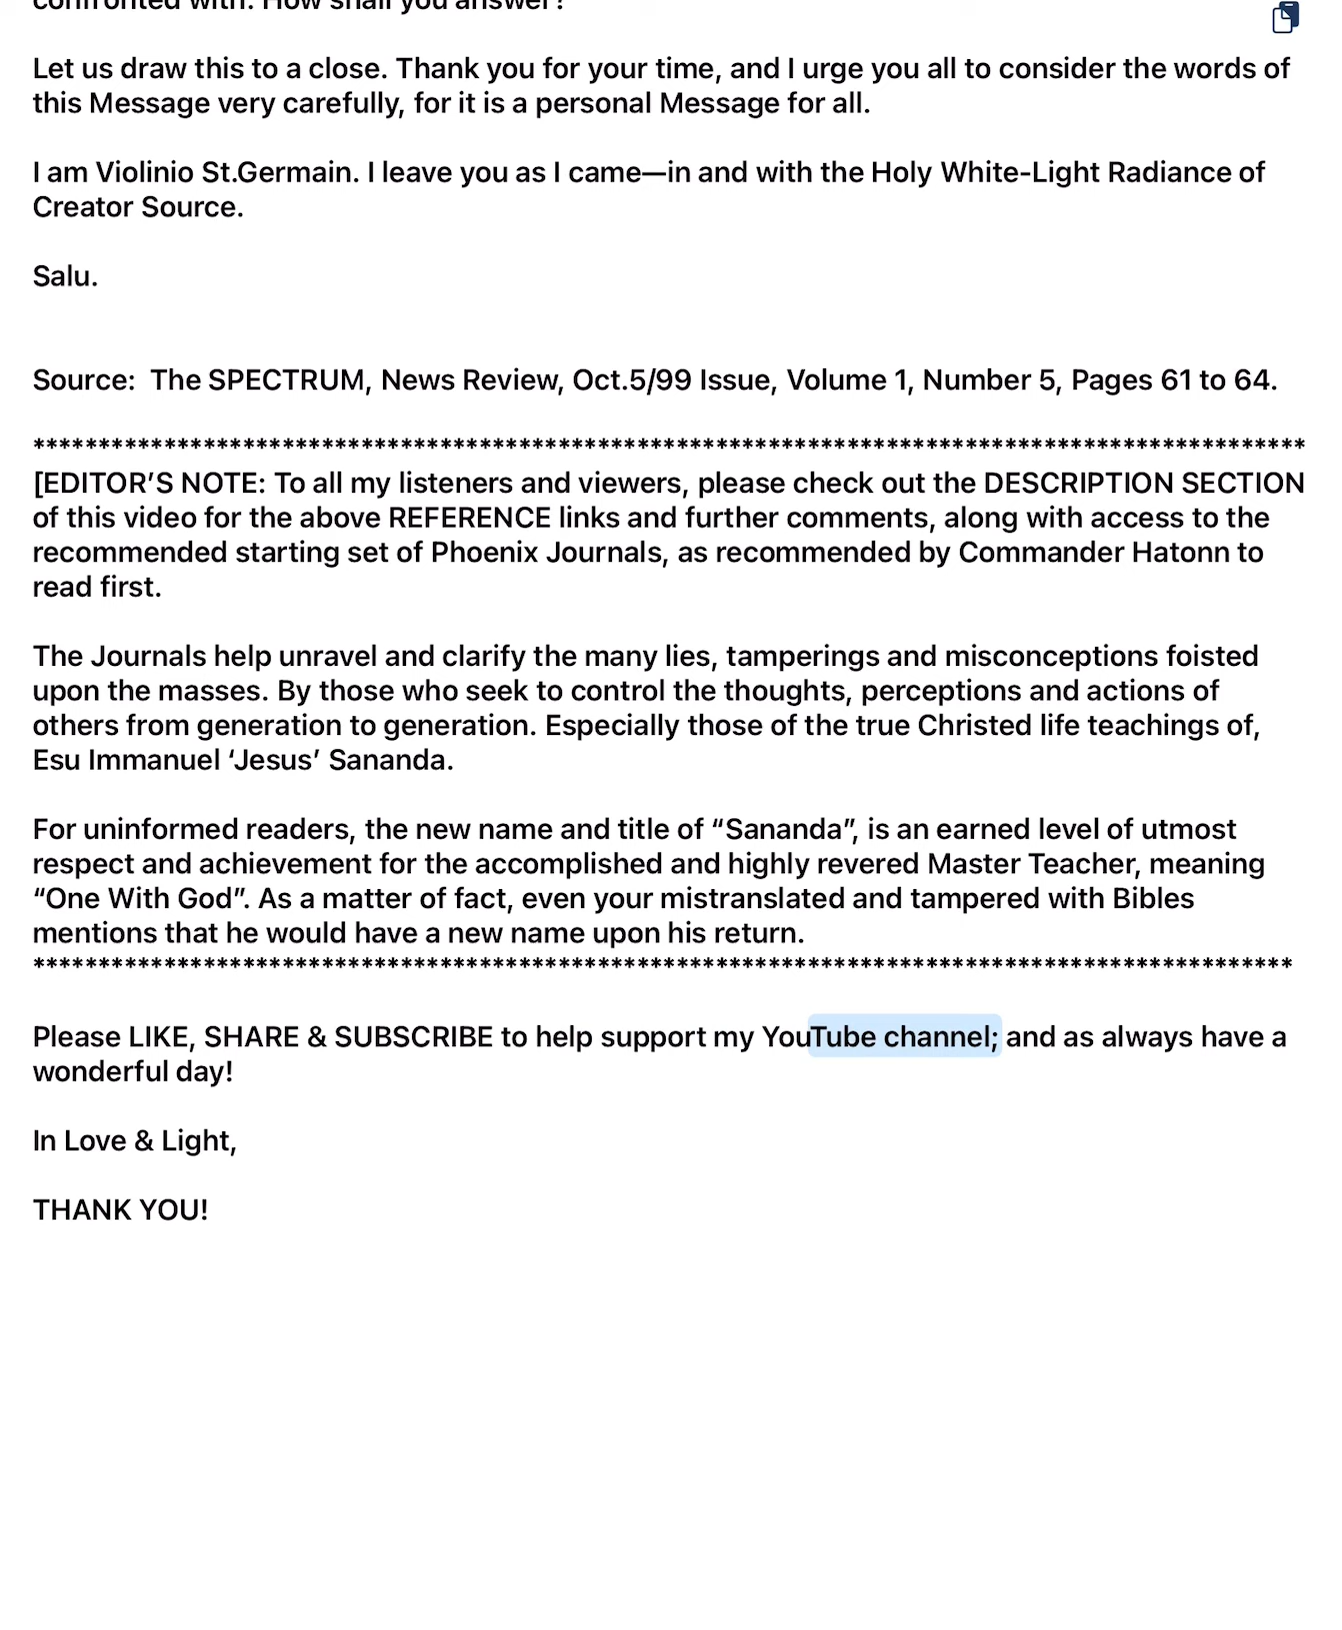 confronted with. How shall you answer?
Let us draw this to a close. Thank you for your time, and I urge you all to consider the words of
this Message very carefully, for it is a personal Message for all.
I am Violinio St.Germain. I leave you as I came—in and with the Holy White-Light Radiance of
Creator Source.
Salu.
Source:  The SPECTRUM, News Review, Oct.5/99 Issue, Volume 1, Number 5, Pages 61 to 64.
*************************************************************************************************
[EDITOR’S NOTE: To all my listeners and viewers, please check out the DESCRIPTION SECTION
of this video for the above REFERENCE links and further comments, along with access to the
recommended starting set of Phoenix Journals, as recommended by Commander Hatonn to
read first.
The Journals help unravel and clarify the many lies, tamperings and misconceptions foisted
upon the masses. By those who seek to control the thoughts, perceptions and actions of
others from generation to generation. Especially those of the true Christed life teachings of,
Esu Immanuel ‘Jesus’ Sananda.
For uninformed readers, the new name and title of “Sananda”, is an earned level of utmost
respect and achievement for the accomplished and highly revered Master Teacher, meaning
“One With God”. As a matter of fact, even your mistranslated and tampered with Bibles
mentions that he would have a new name upon his return.
************************************************************************************************
Please LIKE, SHARE & SUBSCRIBE to help support my YouTube channel; and as always have a
wonderful day!
In Love & Light,
THANK YOU!